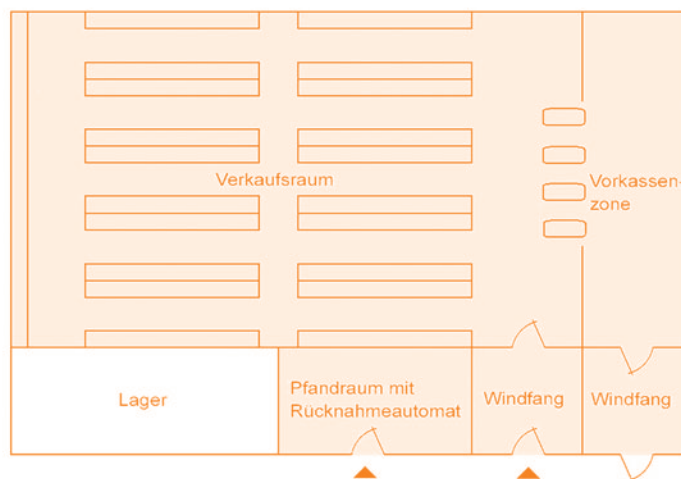 Verkaufsraum
Vorkassen-
zone
Lager
Pfandraum mit
Rücknahmeautomat
Windfang
Windfang